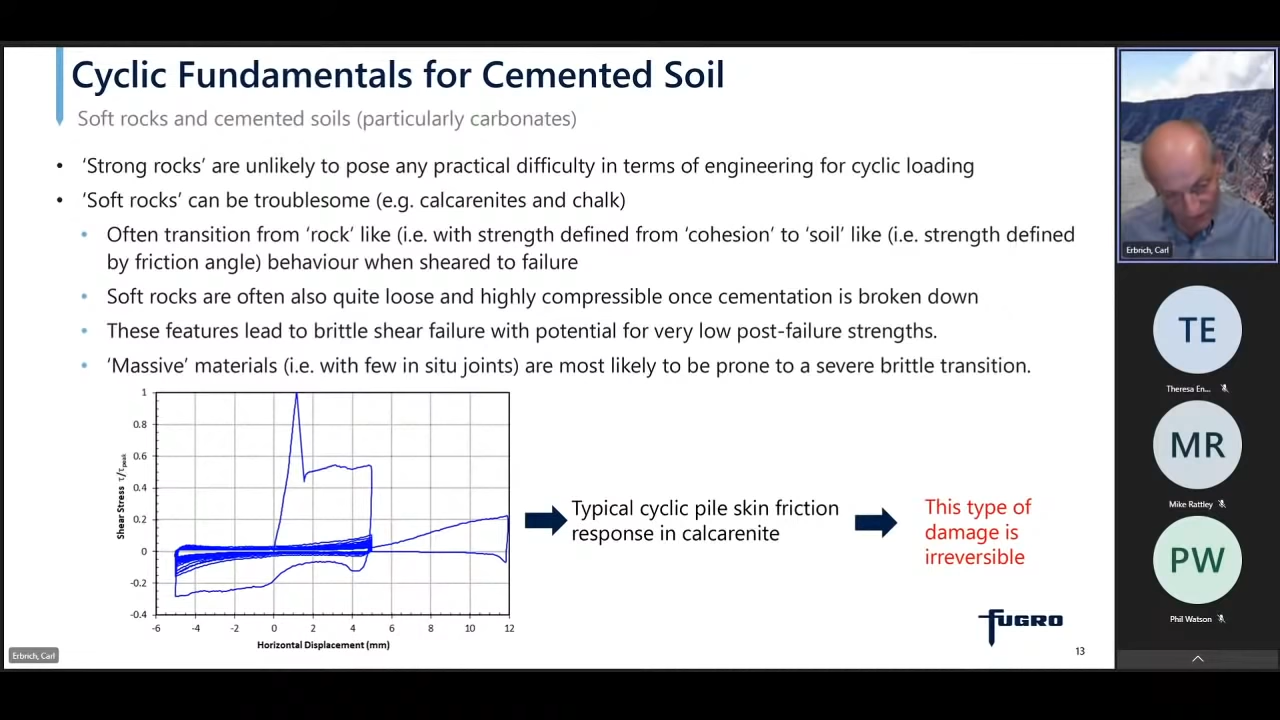 Cyclic Fundamentals for Cemented Soil
Soft rocks and cemented soils (particularly carbonates)
• ‘Strong rocks’ are unlikely to pose any practical difficulty in terms of engineering for cyclic loading
• ‘Soft rocks’ can be troublesome (e.g. calcarenites and chalk)
• Often transition from ‘rock’ like (i.e. with strength defined from ‘cohesion’ to ‘soil’ like (i.e. strength defined
by friction angle) behaviour when sheared to failure
• Soft rocks are often also quite loose and highly compressible once cementation is broken down
• These features lead to brittle shear failure with potential for very low post-failure strengths.
• ‘Massive’ materials (i.e. with few in situ joints) are most likely to be prone to a severe brittle transition.
Shear Stress τ/τpeak
1
0.8
0.6
0.4
0.2
0
-0.2
-0.4
-6 -4 -2 0 2 4 6 8 10 12
Horizontal Displacement (mm)
Typical cyclic pile skin friction
response in calcarenite
This type of
damage is
irreversible
FUGRO
13
Erbrich, Carl
Erbrich, Carl
TE
Theresa En...
MR
Mike Rattley
PW
Phil Watson